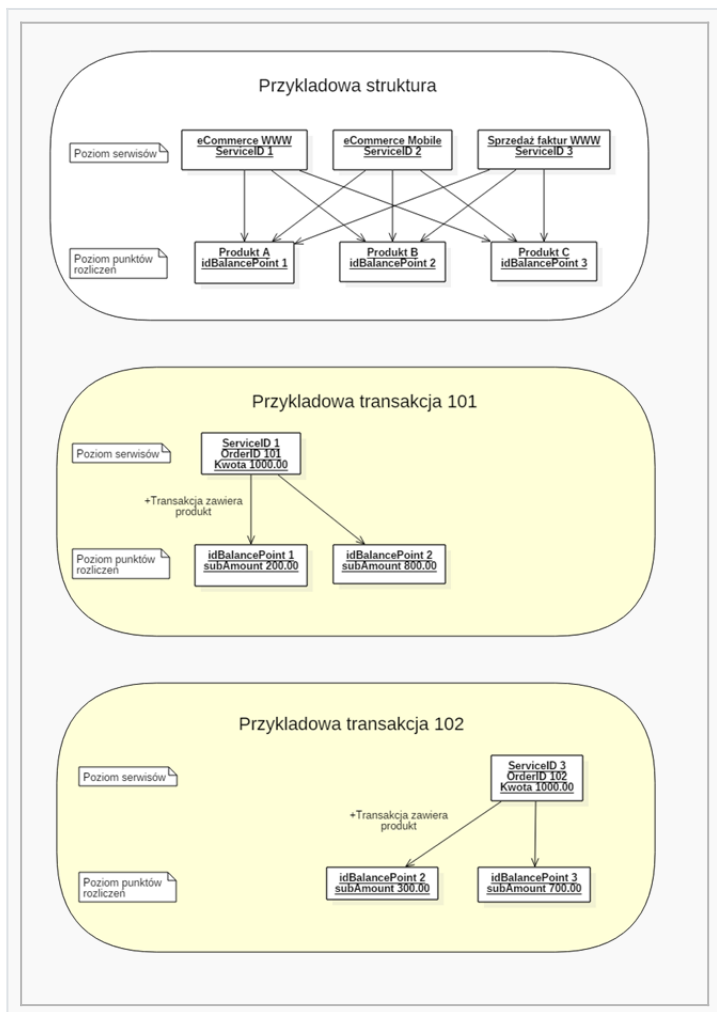 Przykladowa struktura
Poziom serwisów
eCommerce WWW
ServiceID 1
eCommerce Mobile
ServiceID 2
Sprzedaż faktur WWW
ServiceID 3
Poziom punktów
rozliczeń
Produkt A
idBalancePoint 1
Produkt B
idBalancePoint 2
Produkt C
idBalancePoint 3
Przykladowa transakcja 101
Poziom serwisów
ServiceID 1
OrderID 101
Kwota 1000.00
+Transakcja zawiera
produkt
Poziom punktów
rozliczeń
idBalancePoint 1
subAmount 200.00
idBalancePoint 2
subAmount 800.00
Przykladowa transakcja 102
Poziom serwisów
ServiceID 3
OrderID 102
Kwota 1000.00
+Transakcja zawiera
produkt
Poziom punktów
rozliczeń
idBalancePoint 2
subAmount 300.00
idBalancePoint 3
subAmount 700.00